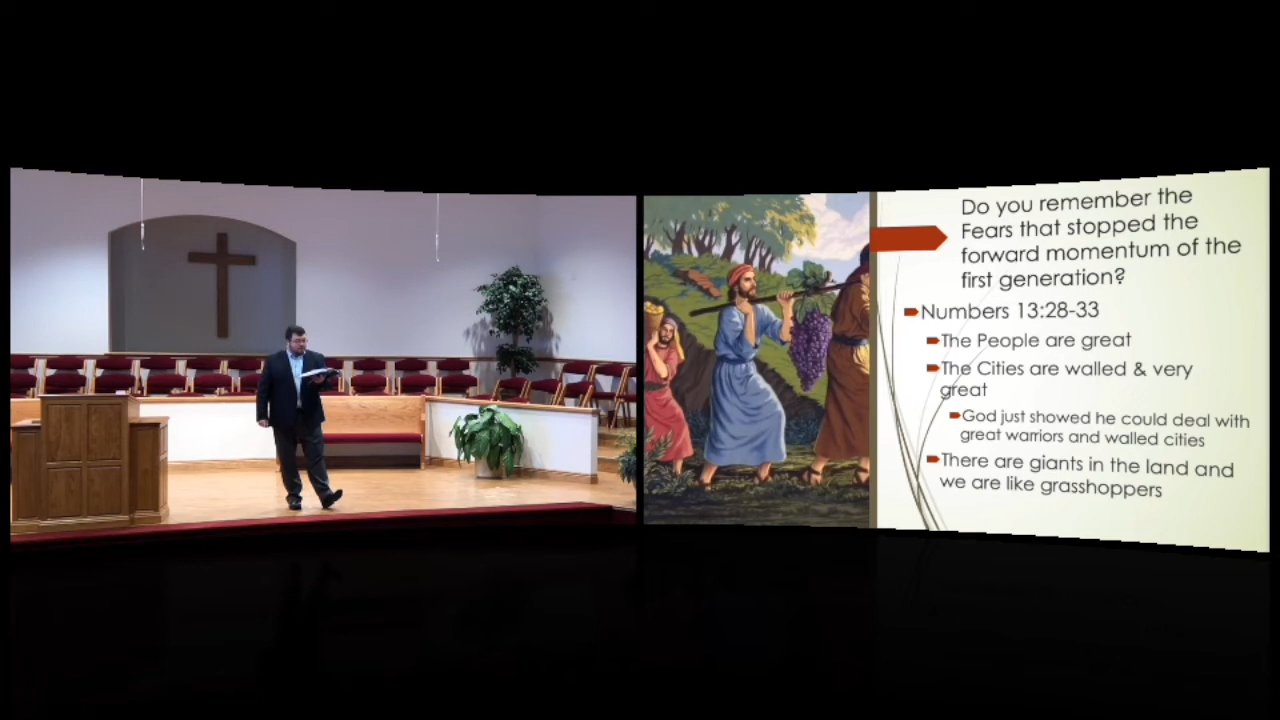 Do you remember the
Fears that stopped the
forward momentum of the
first generation?
Numbers 13:28-33
The People are great
The Cities are walled & very
great
God just showed he could deal with
great warriors and walled cities
There are giants in the land and
we are like grasshoppers